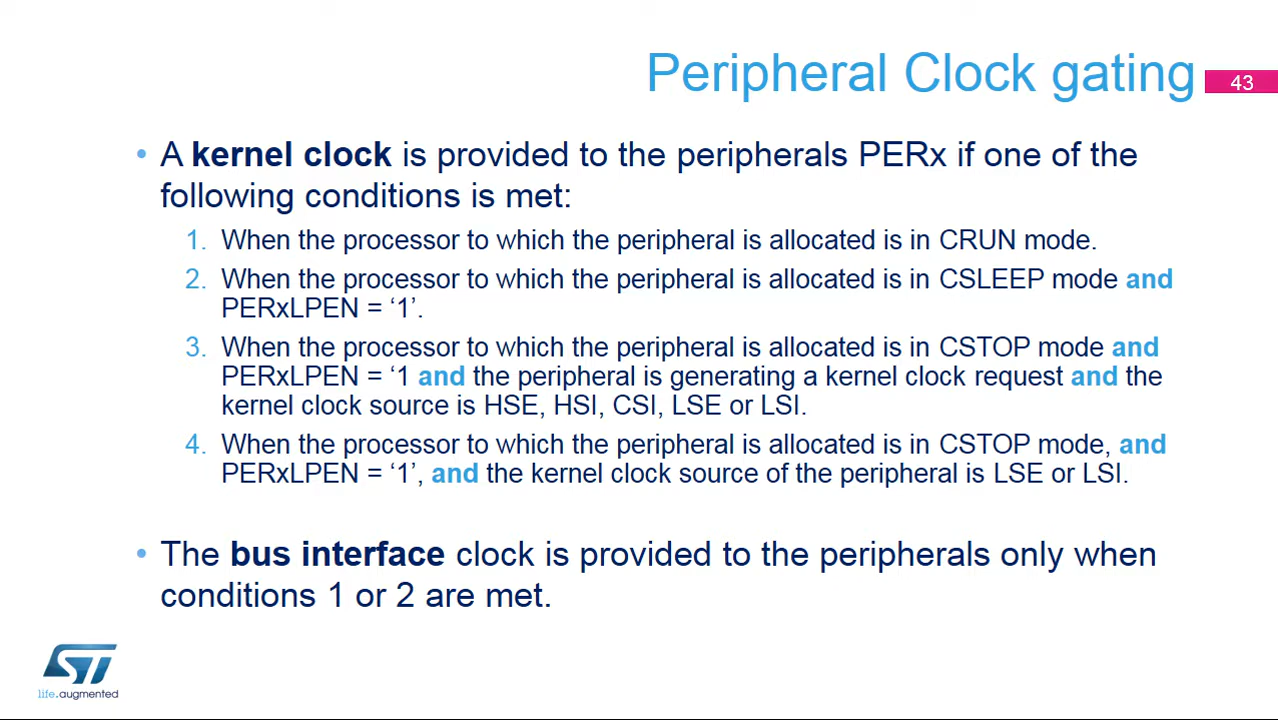 Peripheral Clock gating
43
• A kernel clock is provided to the peripherals PERx if one of the
following conditions is met:
1. When the processor to which the peripheral is allocated is in CRUN mode.
2. When the processor to which the peripheral is allocated is in CSLEEP mode and
PERxLPEN = ‘1’.
3. When the processor to which the peripheral is allocated is in CSTOP mode and
PERxLPEN = ‘1 and the peripheral is generating a kernel clock request and the
kernel clock source is HSE, HSI, CSI, LSE or LSI.
4. When the processor to which the peripheral is allocated is in CSTOP mode, and
PERxLPEN = ‘1’, and the kernel clock source of the peripheral is LSE or LSI.
• The bus interface clock is provided to the peripherals only when
conditions 1 or 2 are met.
ST
life.augmented